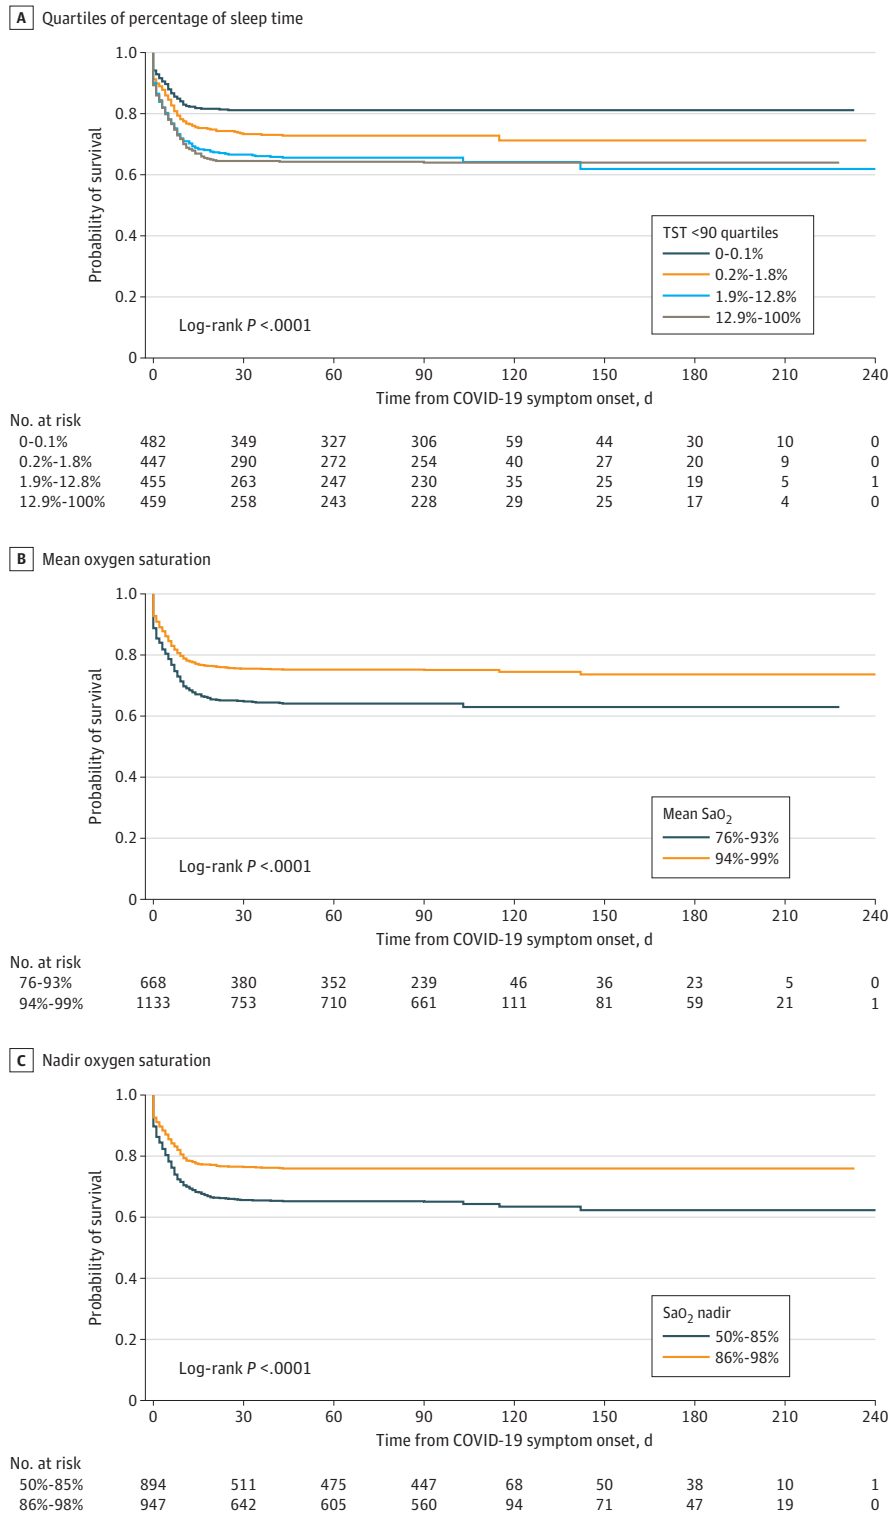 A Quartiles of percentage of sleep time
1.0
0.8
0.6
0.4
0.2
0
Probability of survival
Log-rank P <.0001
TST <90 quartiles
0-0.1%
0.2%-1.8%
1.9%-12.8%
12.9%-100%
0 30 60 90 120 150 180 210 240
Time from COVID-19 symptom onset, d
No. at risk
0-0.1% 482 349 327 306 59 44 30 10 0
0.2%-1.8% 447 290 272 254 40 27 20 9 0
1.9%-12.8% 455 263 247 230 35 25 19 5 1
12.9%-100% 459 258 243 228 29 25 17 4 0
B Mean oxygen saturation
1.0
0.8
0.6
0.4
0.2
0
Probability of survival
Log-rank P <.0001
Mean SaO2
76%-93%
94%-99%
0 30 60 90 120 150 180 210 240
Time from COVID-19 symptom onset, d
No. at risk
76-93% 668 380 352 239 46 36 23 5 0
94%-99% 1133 753 710 661 111 81 59 21 1
C Nadir oxygen saturation
1.0
0.8
0.6
0.4
0.2
0
Probability of survival
Log-rank P <.0001
SaO2 nadir
50%-85%
86%-98%
0 30 60 90 120 150 180 210 240
Time from COVID-19 symptom onset, d
No. at risk
50%-85% 894 511 475 447 68 50 38 10 1
86%-98% 947 642 605 560 94 71 47 19 0